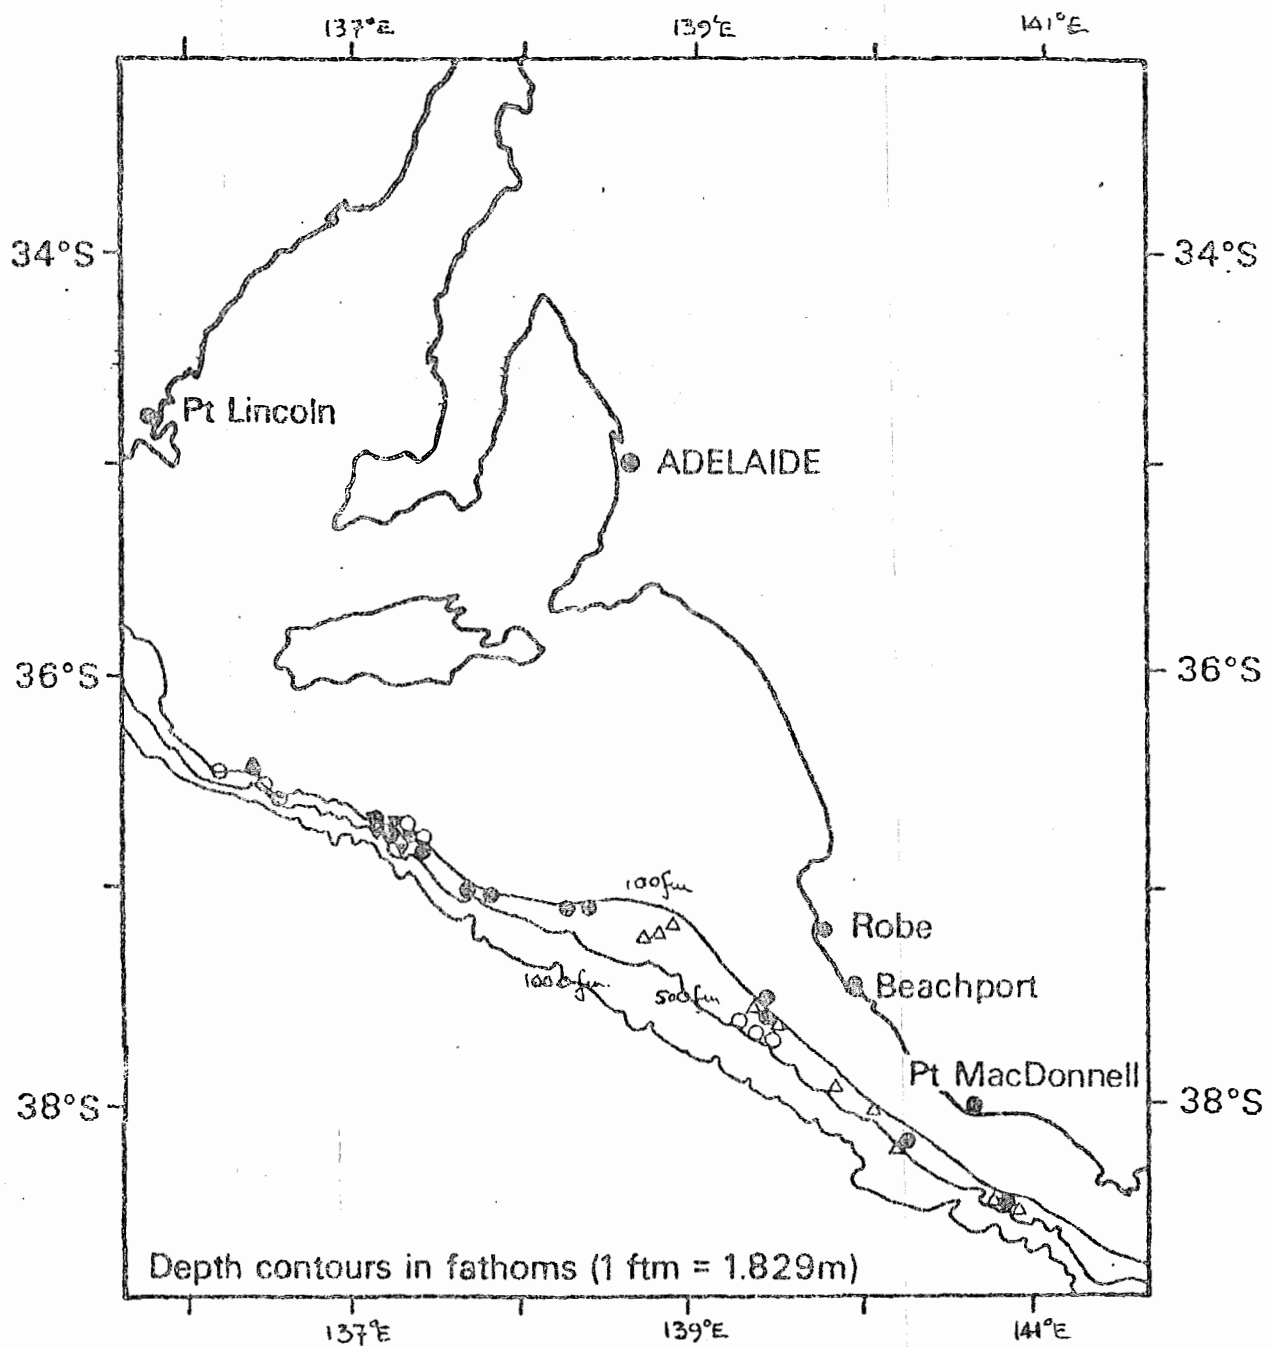 137°E 139°E 141°E
34°S 34°S
Pt Lincoln
ADELAIDE
36°S 36°S
100fm
Robe
1000fm.
500fm
Beachport
Pt MacDonnell
38°S 38°S
Depth contours in fathoms (1 ftm = 1.829m)
137°E 139°E 141°E